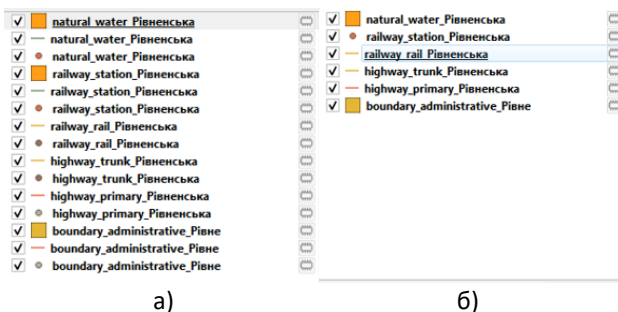 natural_water_Рівненська
natural_water_Рівненська
natural_water_Рівненська
railway_station_Рівненська
railway_station_Рівненська
railway_station_Рівненська
railway_rail_Рівненська
railway_rail_Рівненська
highway_trunk_Рівненська
highway_trunk_Рівненська
highway_primary_Рівненська
highway_primary_Рівненська
boundary_administrative_Рівне
boundary_administrative_Рівне
boundary_administrative_Рівне
а)
natural_water_Рівненська
railway_station_Рівненська
railway_rail_Рівненська
highway_trunk_Рівненська
highway_primary_Рівненська
boundary_administrative_Рівне
б)